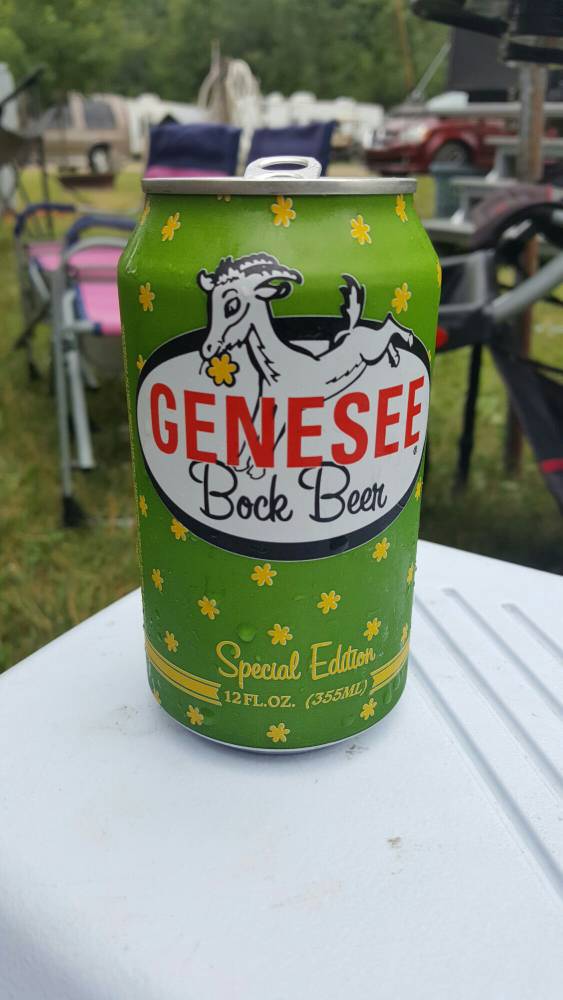 GENESEE
Bock Beer
Special Edition
12 FL. OZ. (355ML)